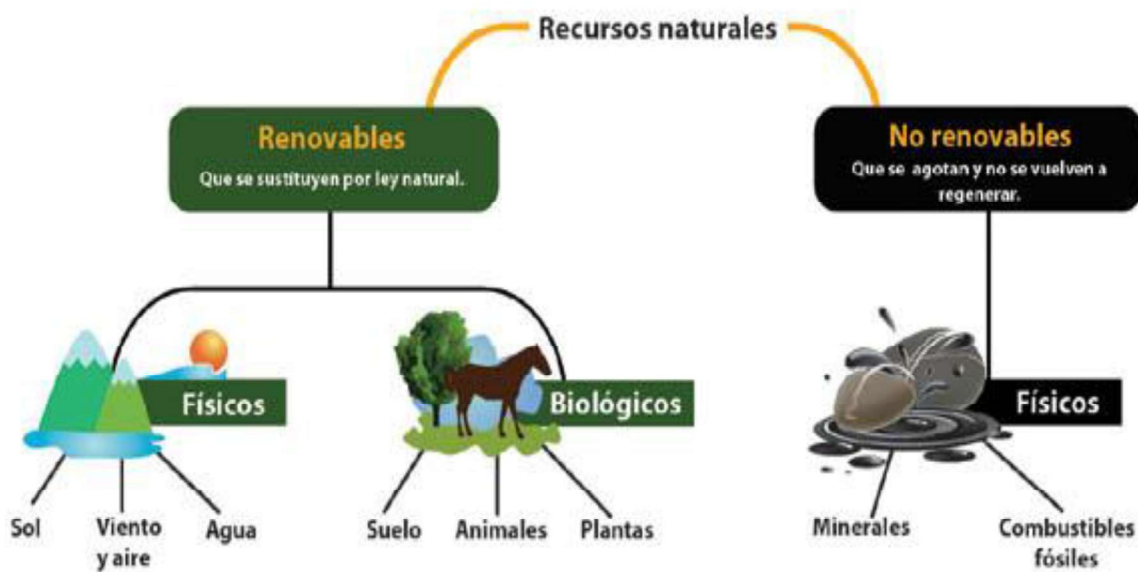 Recursos naturales
Renovables
Que se sustituyen por ley natural.
No renovables
Que se agotan y no se vuelven a
regenerar.
Físicos
Biológicos
Físicos
Sol
Viento
y aire
Agua
Suelo
Animales
Plantas
Minerales
Combustibles
fósiles